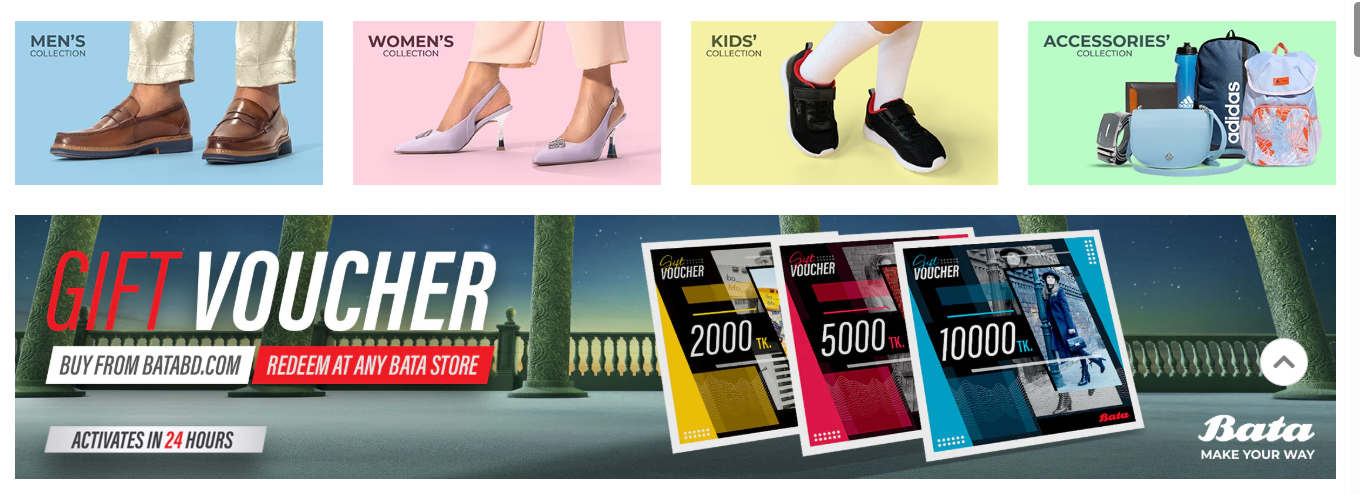 MEN'S
COLLECTION
WOMEN'S
COLLECTION
KIDS'
COLLECTION
ACCESSORIES'
COLLECTION
adidas
adidas
GIFT VOUCHER
BUY FROM BATABD.COM
REDEEM AT ANY BATA STORE
ACTIVATES IN 24 HOURS
Gift
VOUCHER
2000 TK.
Gift
VOUCHER
5000 TK.
Gift
VOUCHER
10000 TK.
Bata
Bata
MAKE YOUR WAY